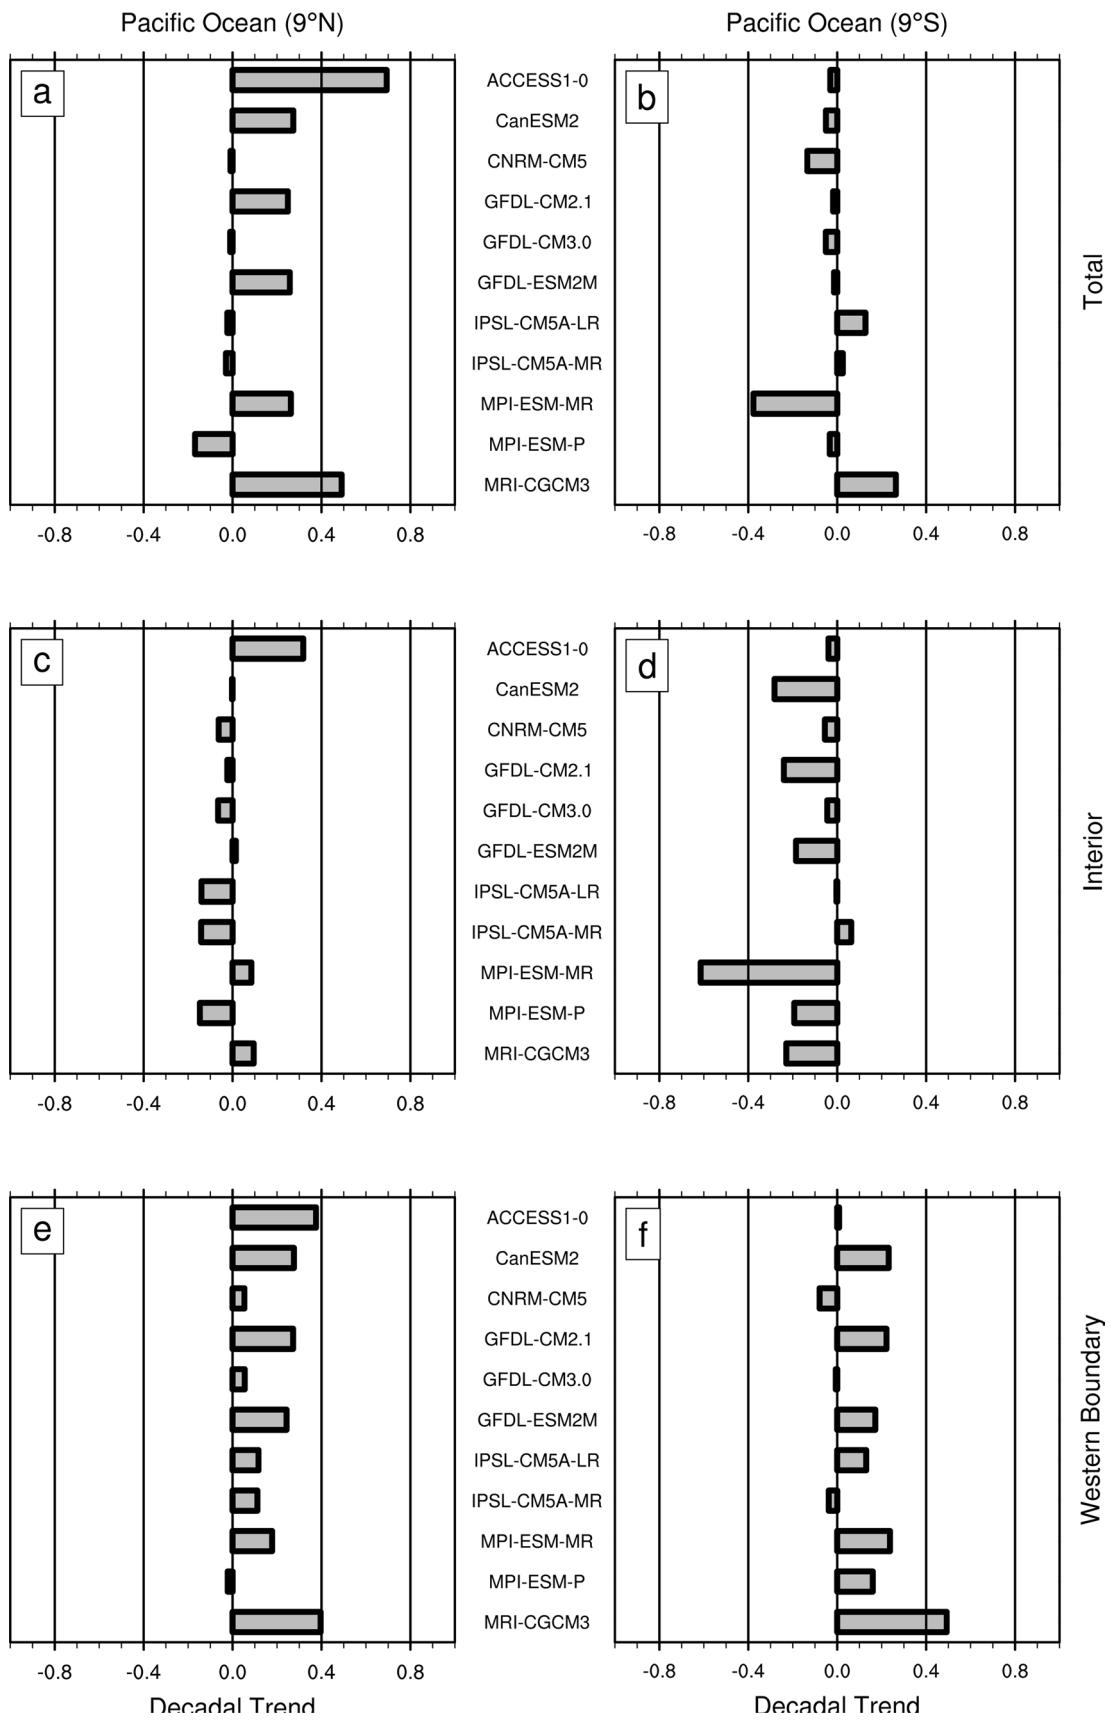 Pacific Ocean (9°N)
Pacific Ocean (9°S)
a
b
ACCESS1-0
CanESM2
CNRM-CM5
GFDL-CM2.1
GFDL-CM3.0
GFDL-ESM2M
IPSL-CM5A-LR
IPSL-CM5A-MR
MPI-ESM-MR
MPI-ESM-P
MRI-CGCM3
Total
-0.8 -0.4 0.0 0.4 0.8
-0.8 -0.4 0.0 0.4 0.8
c
d
ACCESS1-0
CanESM2
CNRM-CM5
GFDL-CM2.1
GFDL-CM3.0
GFDL-ESM2M
IPSL-CM5A-LR
IPSL-CM5A-MR
MPI-ESM-MR
MPI-ESM-P
MRI-CGCM3
Interior
-0.8 -0.4 0.0 0.4 0.8
-0.8 -0.4 0.0 0.4 0.8
e
f
ACCESS1-0
CanESM2
CNRM-CM5
GFDL-CM2.1
GFDL-CM3.0
GFDL-ESM2M
IPSL-CM5A-LR
IPSL-CM5A-MR
MPI-ESM-MR
MPI-ESM-P
MRI-CGCM3
Western Boundary
-0.8 -0.4 0.0 0.4 0.8
-0.8 -0.4 0.0 0.4 0.8
Decadal Trend
Decadal Trend